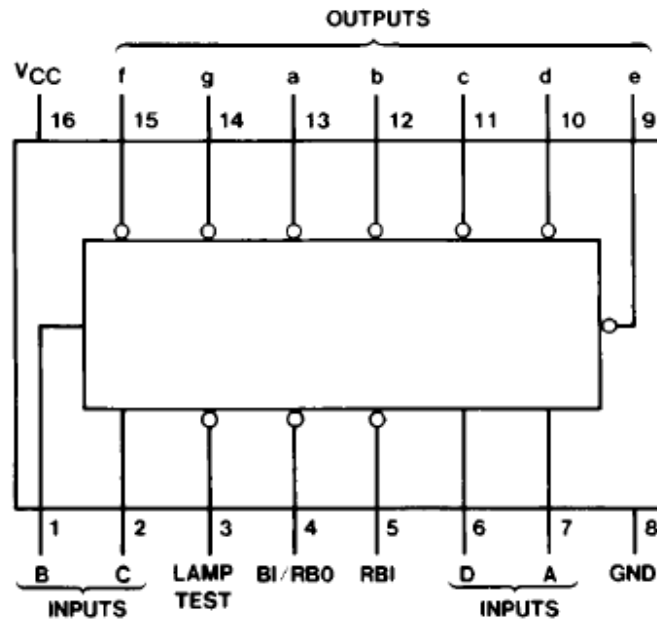 OUTPUTS
VCC f g a b c d e
16 15 14 13 12 11 10 9
1 2 3 4 5 6 7 8
B C LAMP TEST BI/RBO RBI D A GND
INPUTS INPUTS